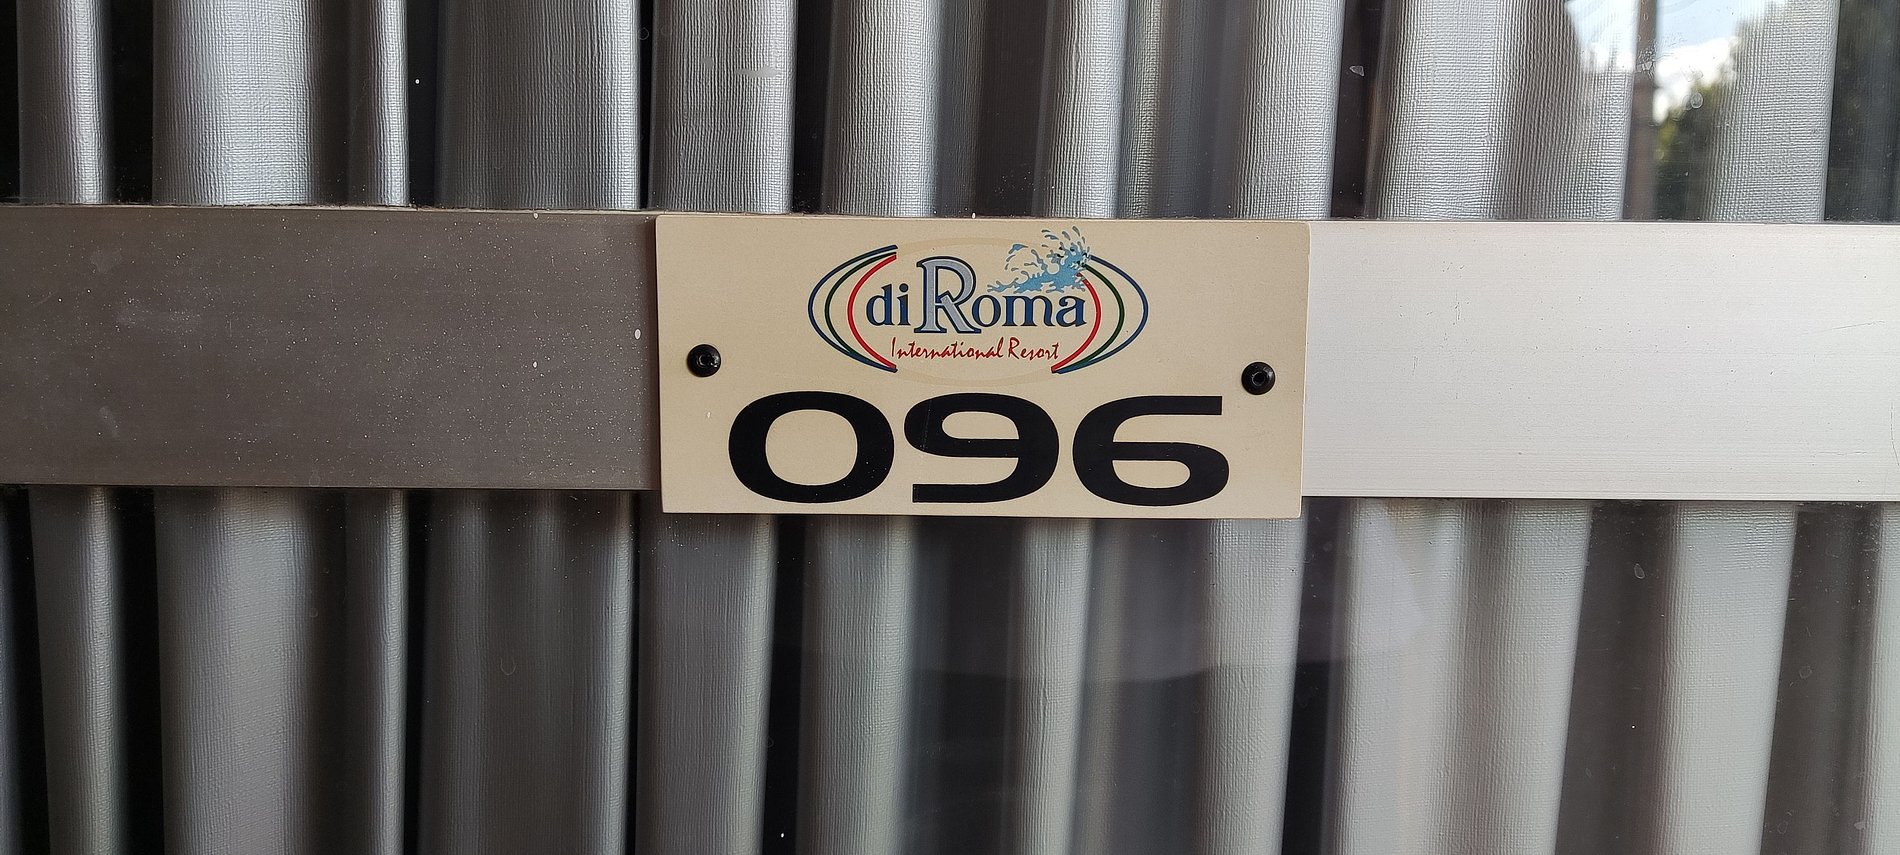 diRoma
International Resort
096